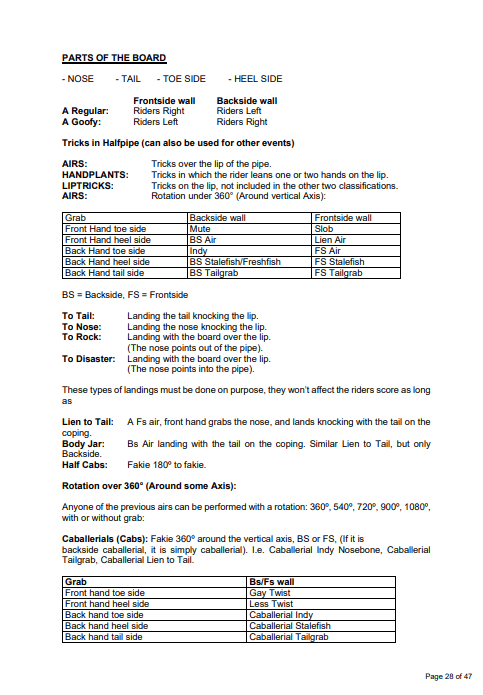 PARTS OF THE BOARD
- NOSE - TAIL - TOE SIDE - HEEL SIDE
Frontside wall Backside wall
A Regular: Riders Right Riders Left
A Goofy: Riders Left Riders Right
Tricks in Halfpipe (can also be used for other events)
AIRS: Tricks over the lip of the pipe.
HANDPLANTS: Tricks in which the rider leans one or two hands on the lip.
LIPTRICKS: Tricks on the lip, not included in the other two classifications.
AIRS: Rotation under 360° (Around vertical Axis):
Grab Backside wall Frontside wall
Front Hand toe side Mute Slob
Front Hand heel side BS Air Lien Air
Back Hand toe side Indy FS Air
Back Hand heel side BS Stalefish/Freshfish FS Stalefish
Back Hand tail side BS Tailgrab FS Tailgrab
BS = Backside, FS = Frontside
To Tail: Landing the tail knocking the lip.
To Nose: Landing the nose knocking the lip.
To Rock: Landing with the board over the lip.
(The nose points out of the pipe).
To Disaster: Landing with the board over the lip.
(The nose points into the pipe).
These types of landings must be done on purpose, they won't affect the riders score as long
as
Lien to Tail: A Fs air, front hand grabs the nose, and lands knocking with the tail on the
coping.
Body Jar: Bs Air landing with the tail on the coping. Similar Lien to Tail, but only
Backside.
Half Cabs: Fakie 180º to fakie.
Rotation over 360° (Around some Axis):
Anyone of the previous airs can be performed with a rotation: 360º, 540º, 720º, 900º, 1080º,
with or without grab:
Caballerials (Cabs): Fakie 360º around the vertical axis, BS or FS, (If it is
backside caballerial, it is simply caballerial). I.e. Caballerial Indy Nosebone, Caballerial
Tailgrab, Caballerial Lien to Tail.
Grab Bs/Fs wall
Front hand toe side Gay Twist
Front hand heel side Less Twist
Back hand toe side Caballerial Indy
Back hand heel side Caballerial Stalefish
Back hand tail side Caballerial Tailgrab
Page 28 of 47